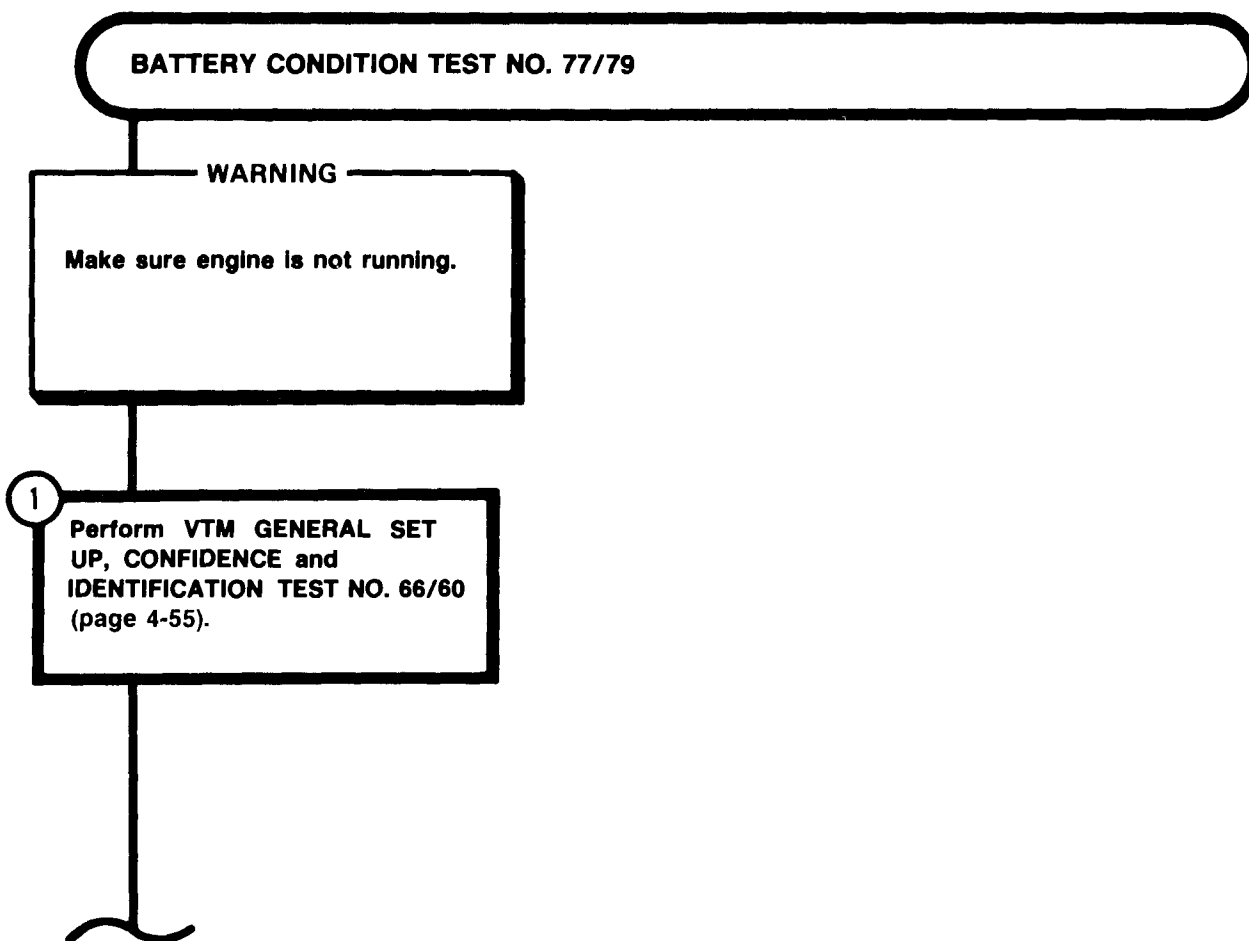 BATTERY CONDITION TEST NO. 77/79
WARNING
Make sure engine is not running.
1
Perform VTM GENERAL SET
UP, CONFIDENCE and
IDENTIFICATION TEST NO. 66/60
(page 4-55).